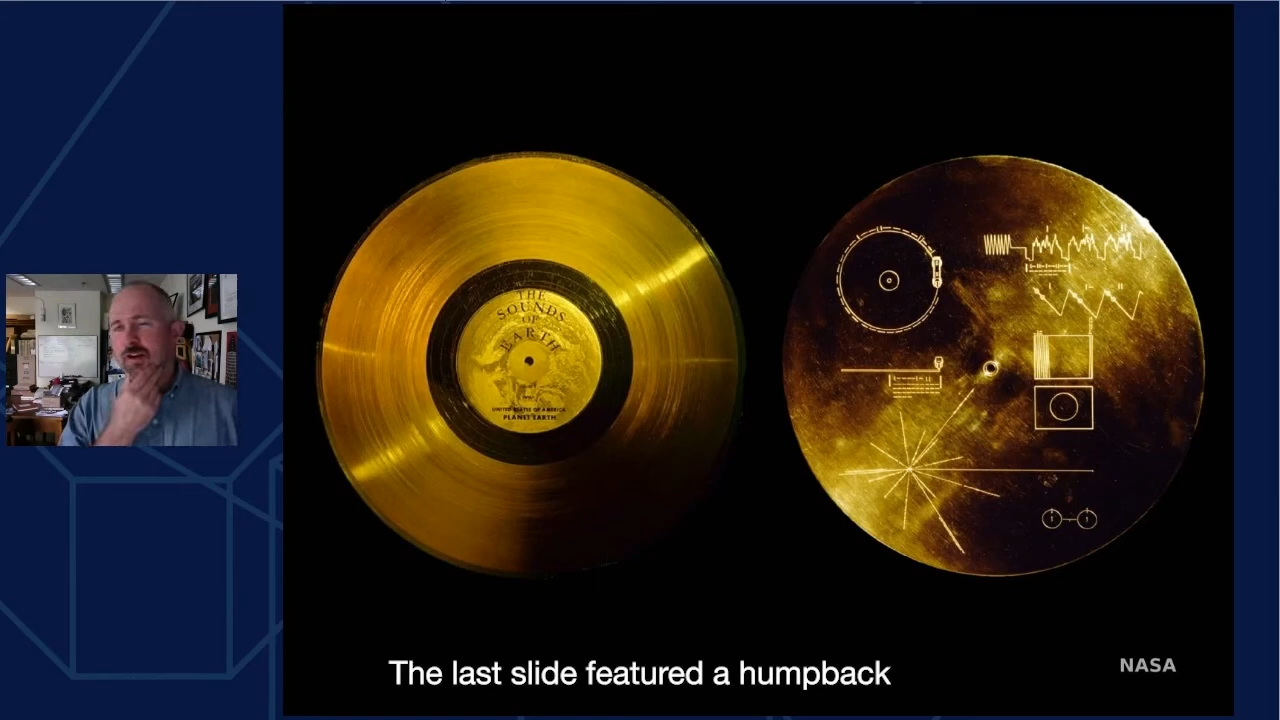 THE
SOUNDS
OF
EARTH
UNITED STATES OF AMERICA
PLANET EARTH
The last slide featured a humpback
NASA